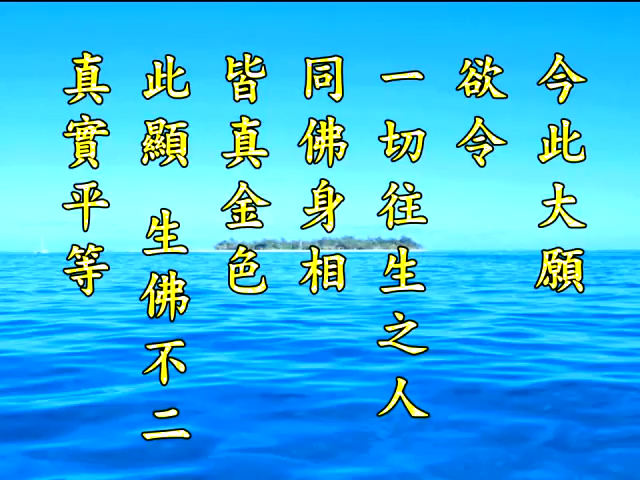 今此大願
欲令
一切往生之人
同佛身相
皆真金色
此顯 生佛不二
真實平等